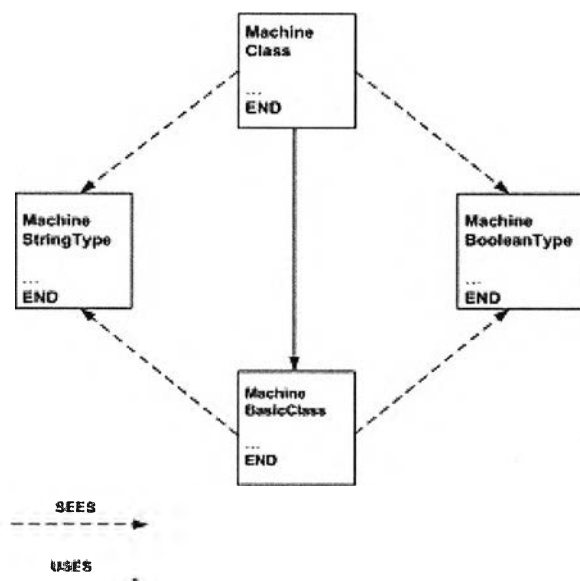 Machine
Class
...
END
Machine
StringType
...
END
Machine
BooleanType
...
END
Machine
BasicClass
...
END
SEES
USES